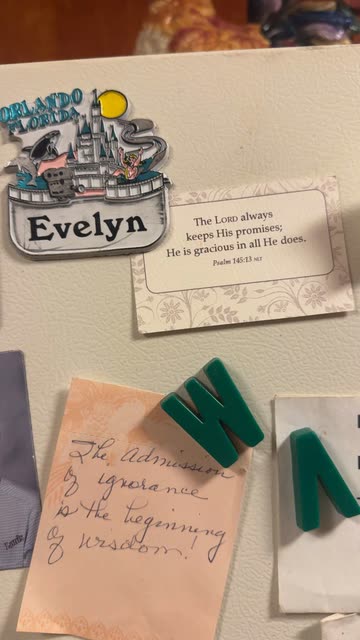 ORLANDO
FLORIDA
Evelyn
The LORD always
keeps His promises;
He is gracious in all He does.
Psalm 145:13 NLT
W
The admission
of ignorance
is the beginning
of wisdom.